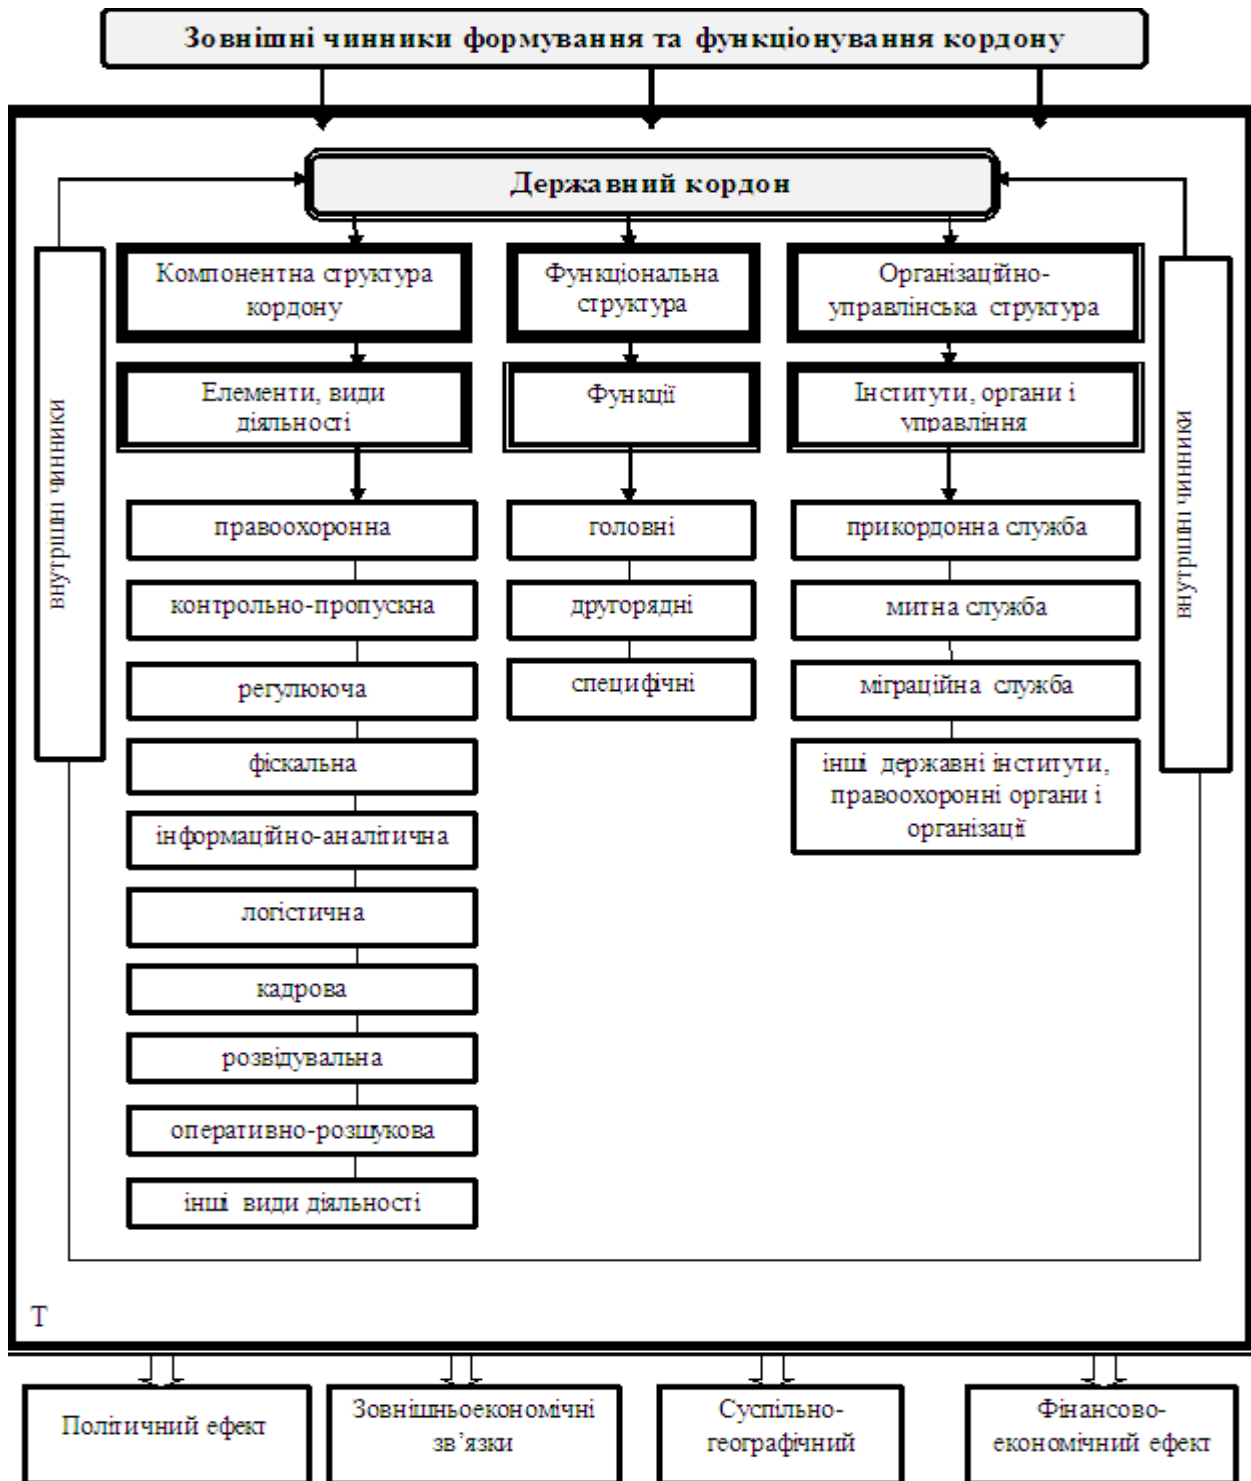 Зовнішні чинники формування та функціонування кордону
Державний кордон
внутрішні чинники
Компонентна структура
кордону
Елементи, види
діяльності
правоохоронна
контрольно-пропускна
регулююча
фіскальна
інформаційно-аналітична
логістична
кадрова
розвідувальна
оперативно-розшукова
інші види діяльності
Функціональна
структура
Функції
головні
другорядні
специфічні
Організаційно-
управлінська структура
Інститути, органи і
управління
прикордонна служба
митна служба
міграційна служба
інші державні інститути,
правоохоронні органи і
організації
внутрішні чинники
Т
Політичний ефект
Зовнішньоекономічні
зв’язки
Суспільно-
географічний
Фінансово-
економічний ефект